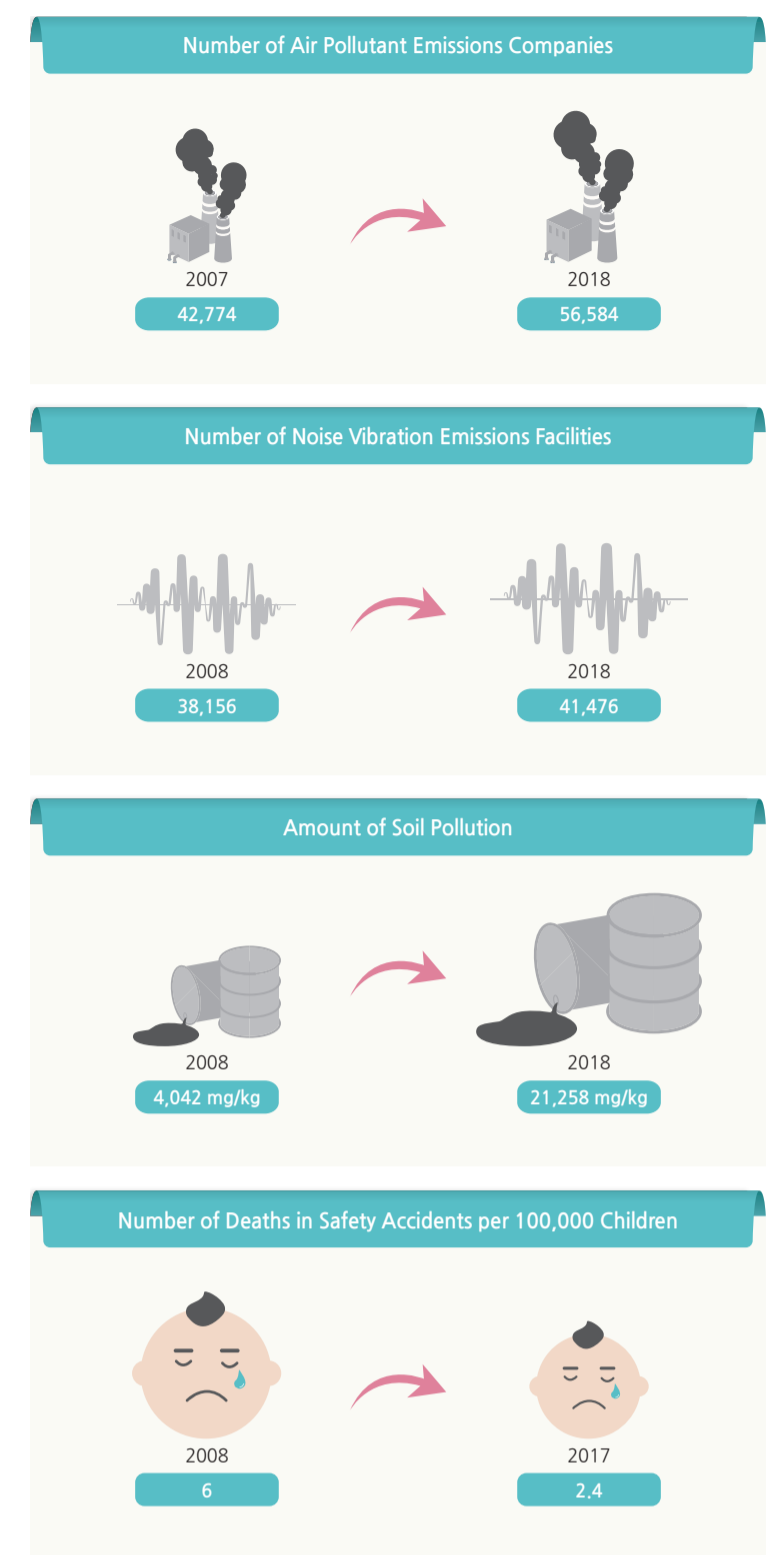 Number of Air Pollutant Emissions Companies
2007
2018
42,774
56,584
Number of Noise Vibration Emissions Facilities
2008
2018
38,156
41,476
Amount of Soil Pollution
2008
2018
4,042 mg/kg
21,258 mg/kg
Number of Deaths in Safety Accidents per 100,000 Children
2008
2017
6
2.4